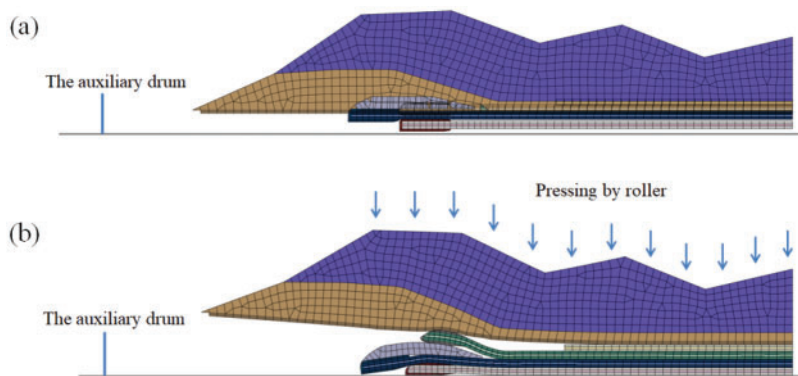 (a)
The auxiliary drum
Pressing by roller
(b)
The auxiliary drum